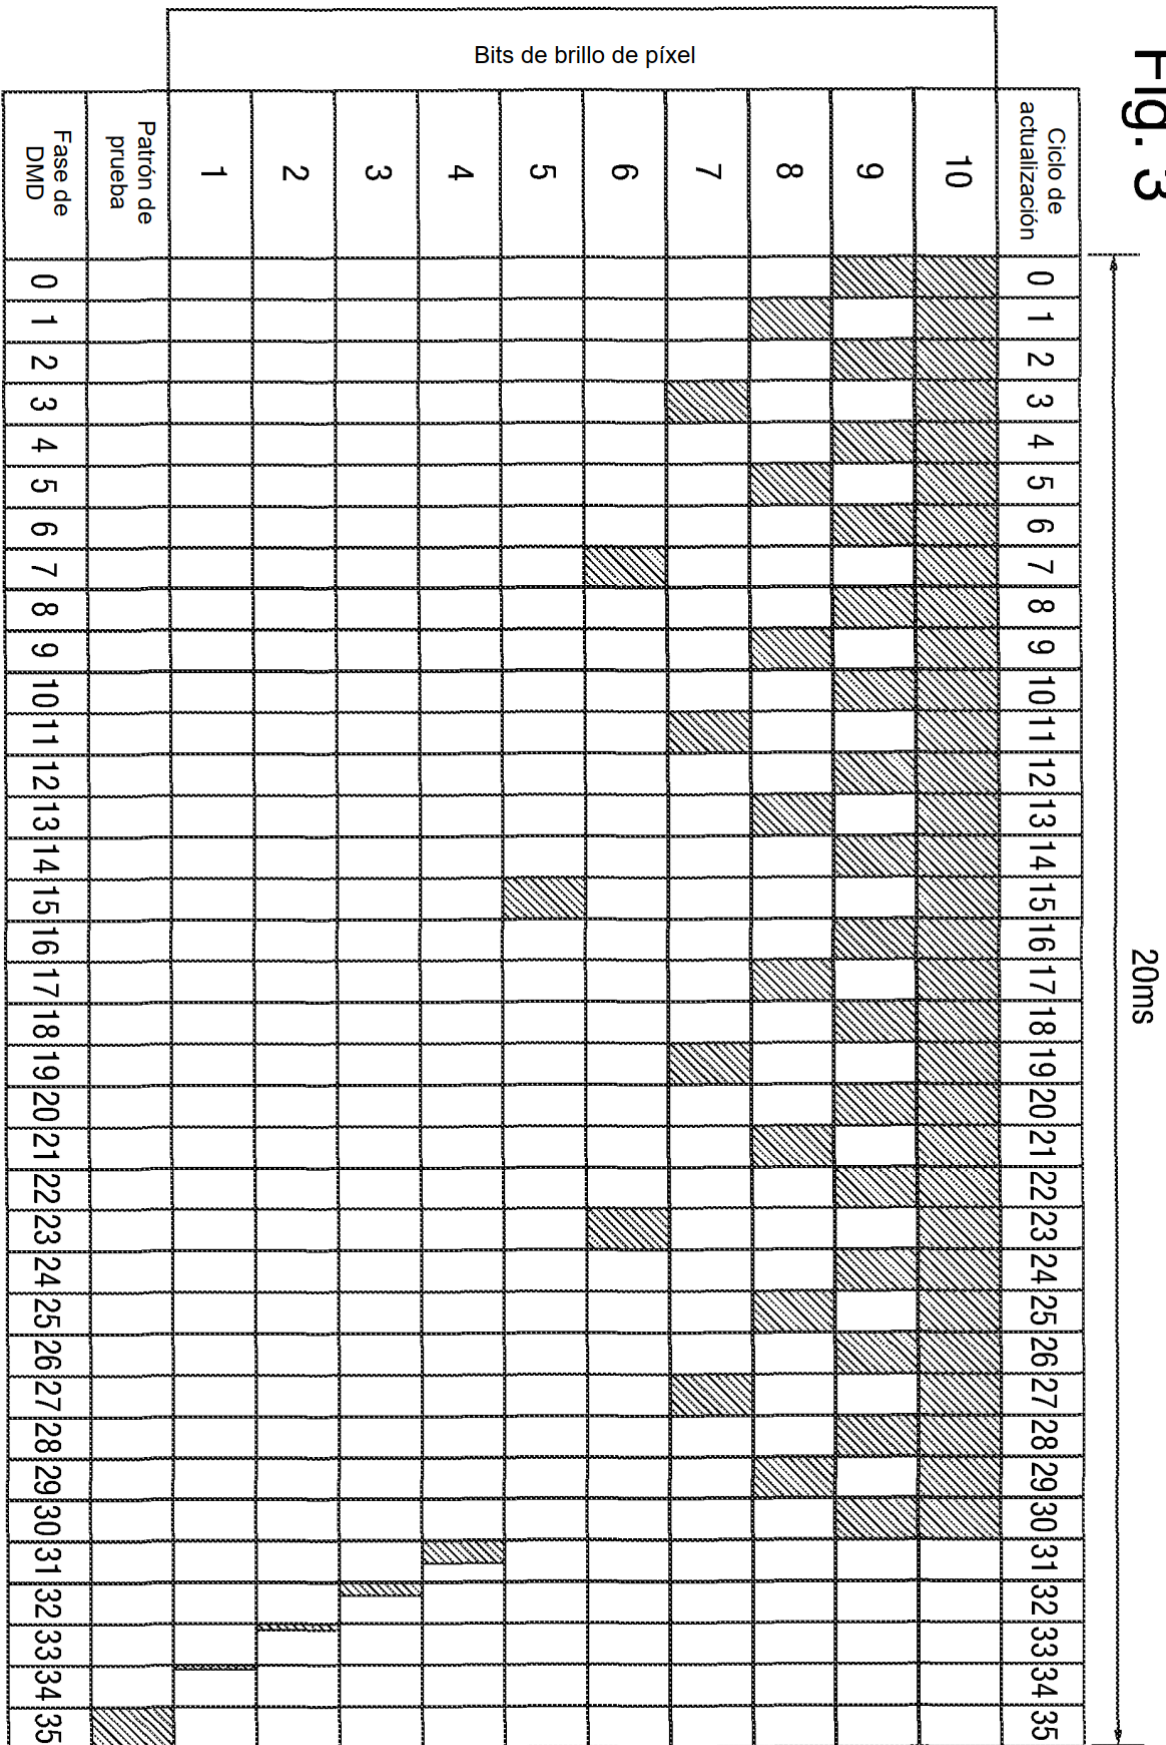 Fig. 3
20ms
Bits de brillo de píxel
Ciclo de
actualización
0 1 2 3 4 5 6 7 8 9 10 11 12 13 14 15 16 17 18 19 20 21 22 23 24 25 26 27 28 29 30 31 32 33 34 35
10
9
8
7
6
5
4
3
2
1
Patrón de
prueba
Fase de
DMD
0 1 2 3 4 5 6 7 8 9 10 11 12 13 14 15 16 17 18 19 20 21 22 23 24 25 26 27 28 29 30 31 32 33 34 35